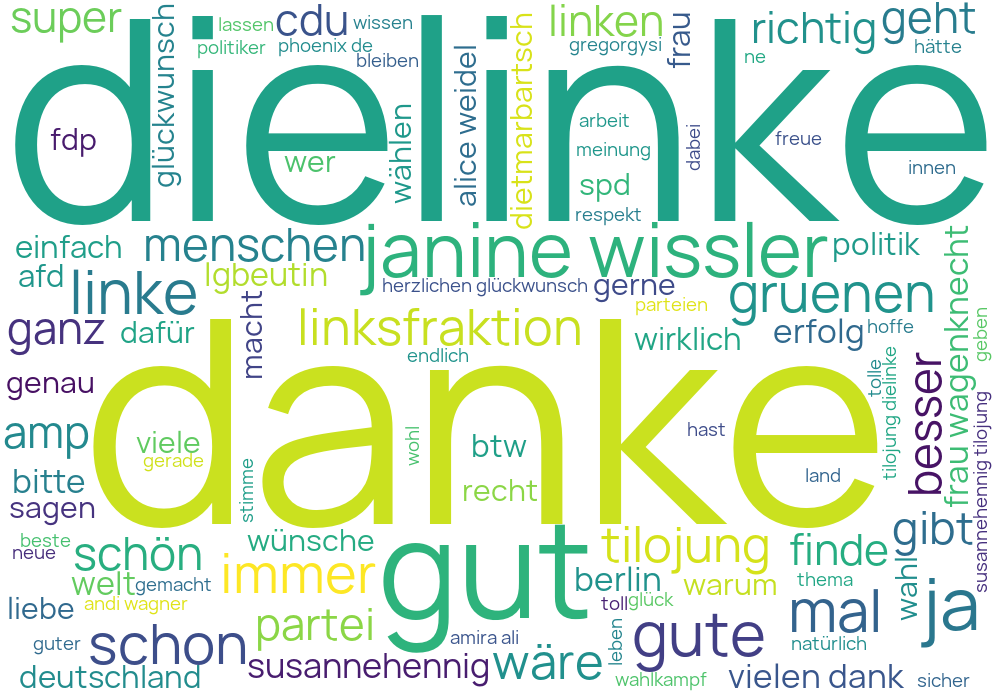 super
lassen
cdu
wissen
linken
frau
richtig
geht
politiker
phoenix de
bleiben
gregorgysi
ne
hätte
glückwunsch
dielinke
alice weidel
dietmarbartsch
fdp
wer
wählen
arbeit
meinung
dabei
freue
innen
spd
respekt
einfach
menschen
janine wissler
politik
afd
linke
lgbeutin
herzlichen glückwunsch
gerne
parteien
gruenen
frau wagenknecht
ganz
dafür
macht
linksfraktion
wirklich
erfolg
hoffe
geben
endlich
genau
danke
tolle
tilojung dielinke
besser
amp
viele
gerade
wohl
btw
hast
land
susannehennig tilojung
bitte
sagen
stimme
recht
beste
neue
schön
wünsche
gut
tilojung
finde
gibt
welt
gemacht
immer
berlin
warum
thema
wahl
liebe
andi wagner
toll
glück
mal
ja
guter
schon
partei
amira ali
leben
gute
natürlich
deutschland
susannehennig
wäre
wahlkampf
vielen dank
sicher